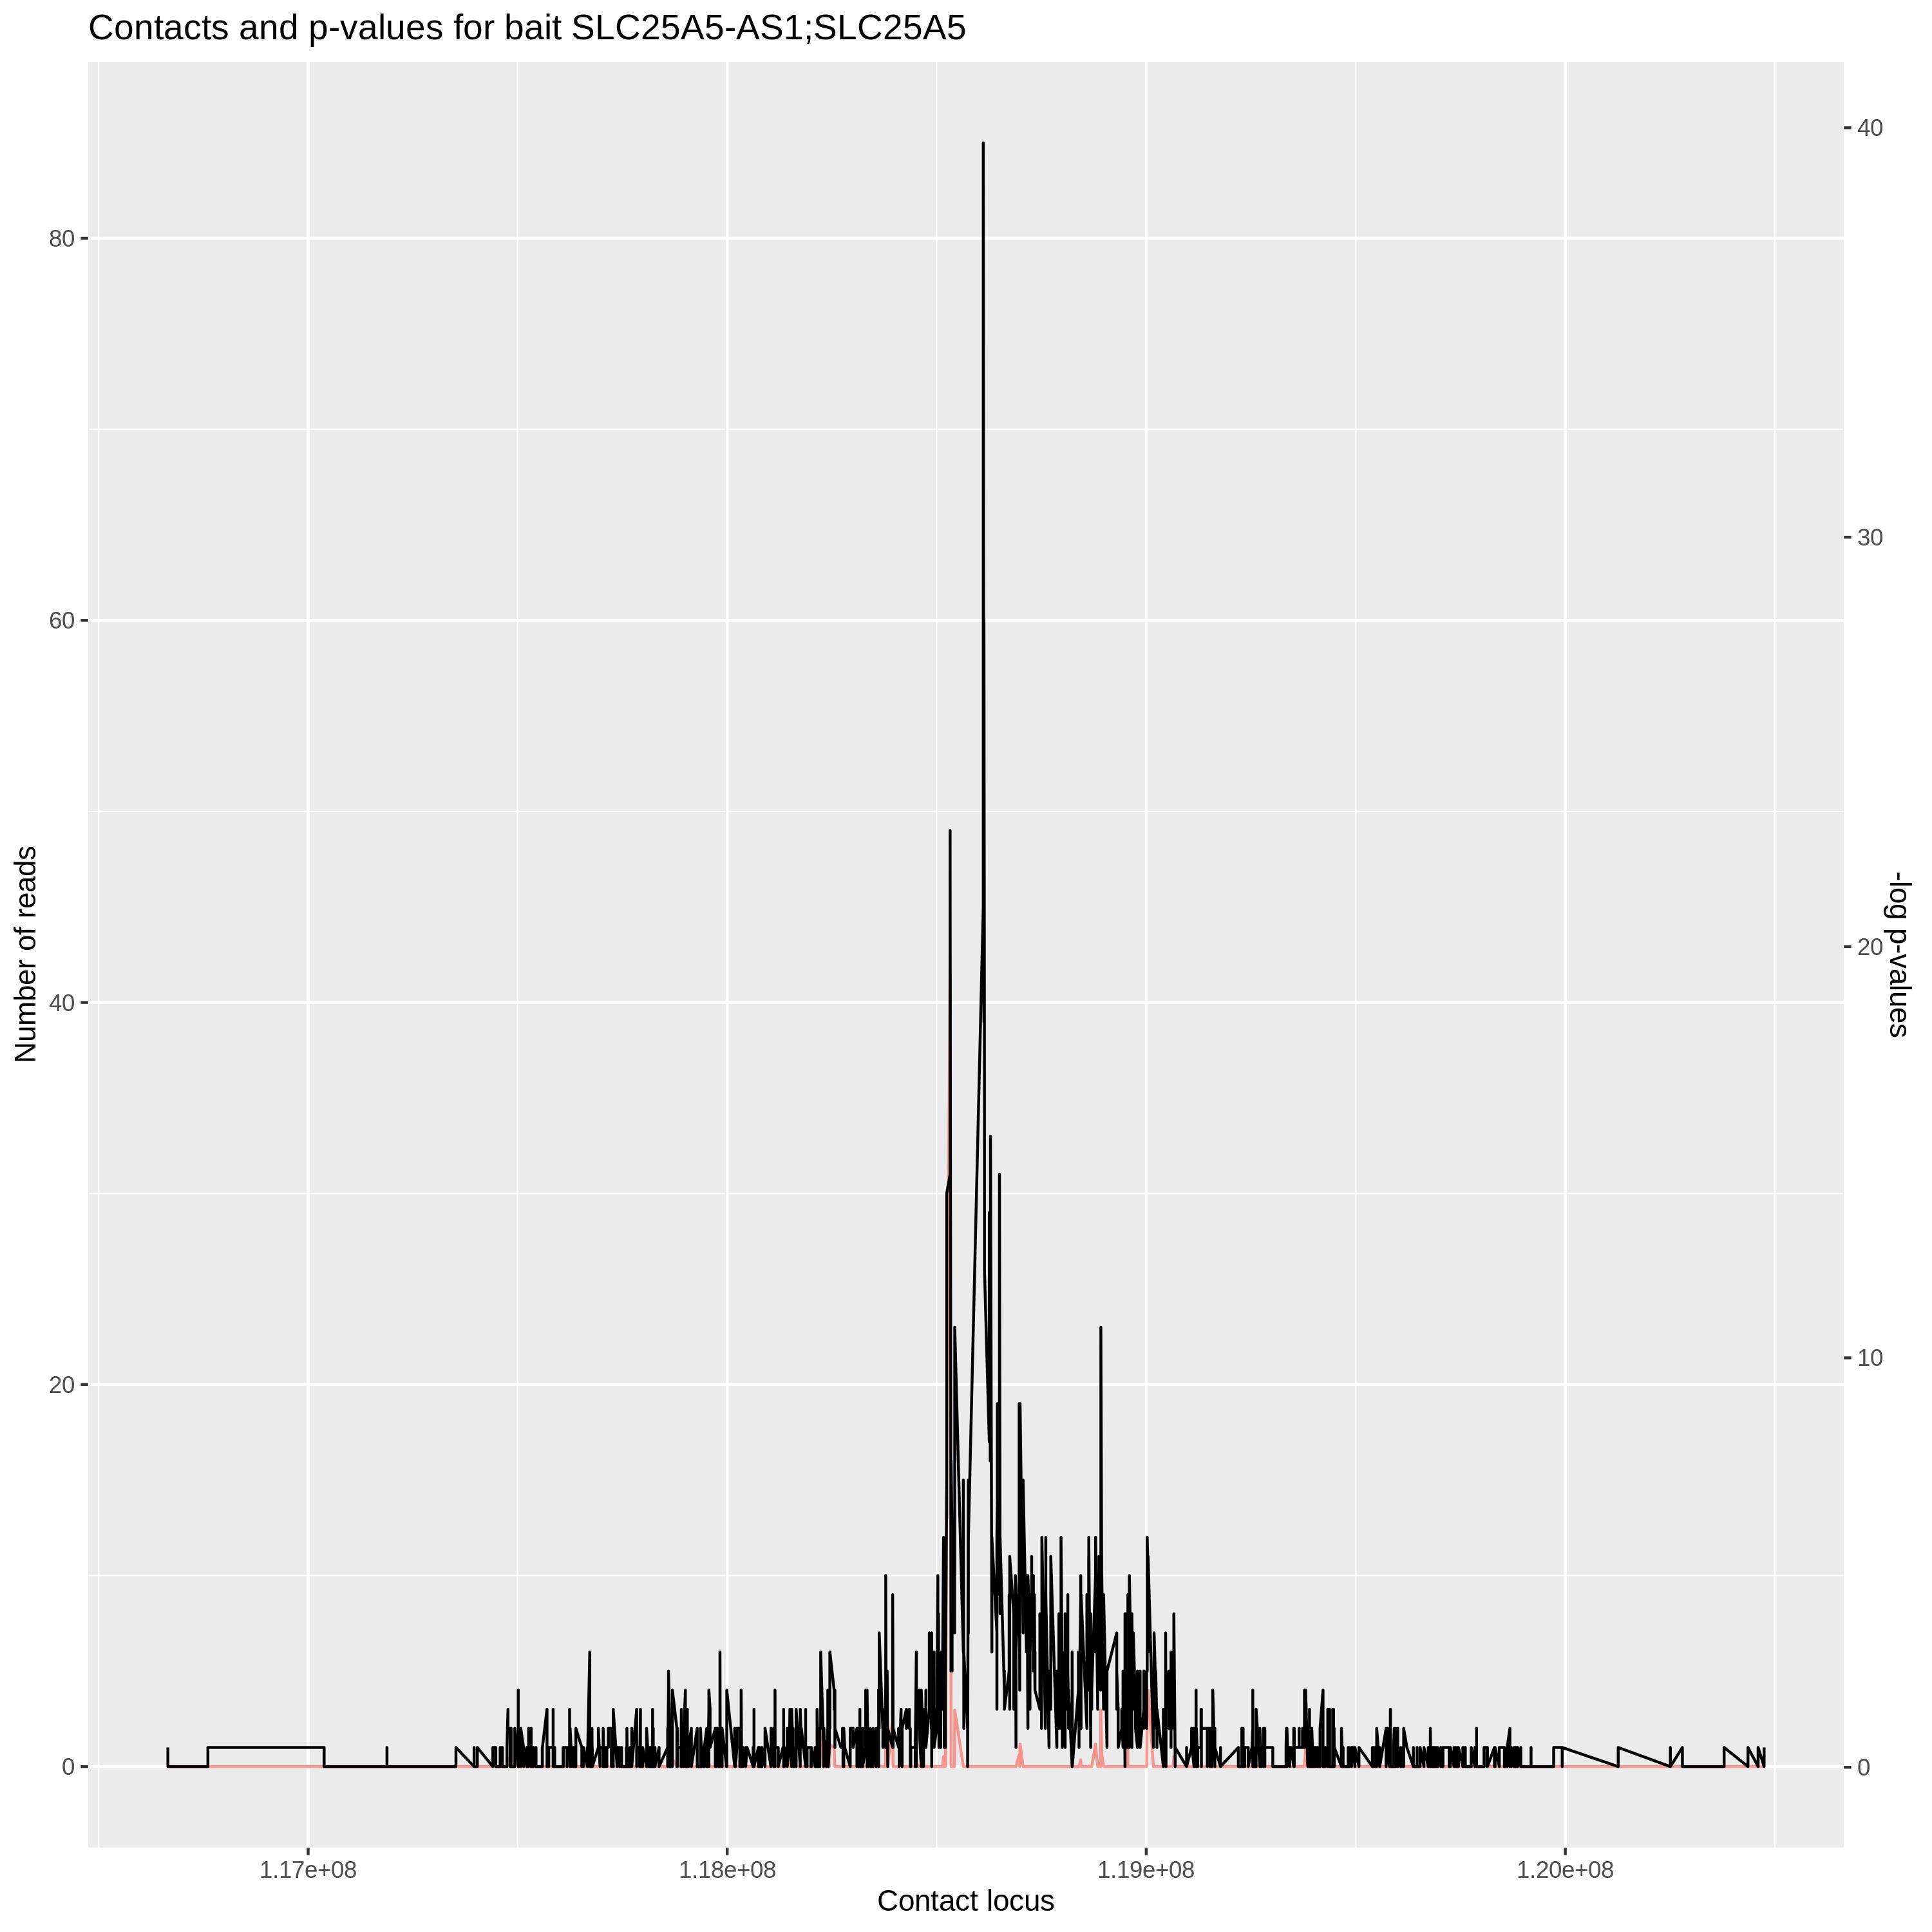 Contacts and p-values for bait SLC25A5-AS1;SLC25A5
Number of reads
80
60
40
20
0
40
30
20
10
0
-log p-values
1.17e+08 1.18e+08 1.19e+08 1.20e+08
Contact locus